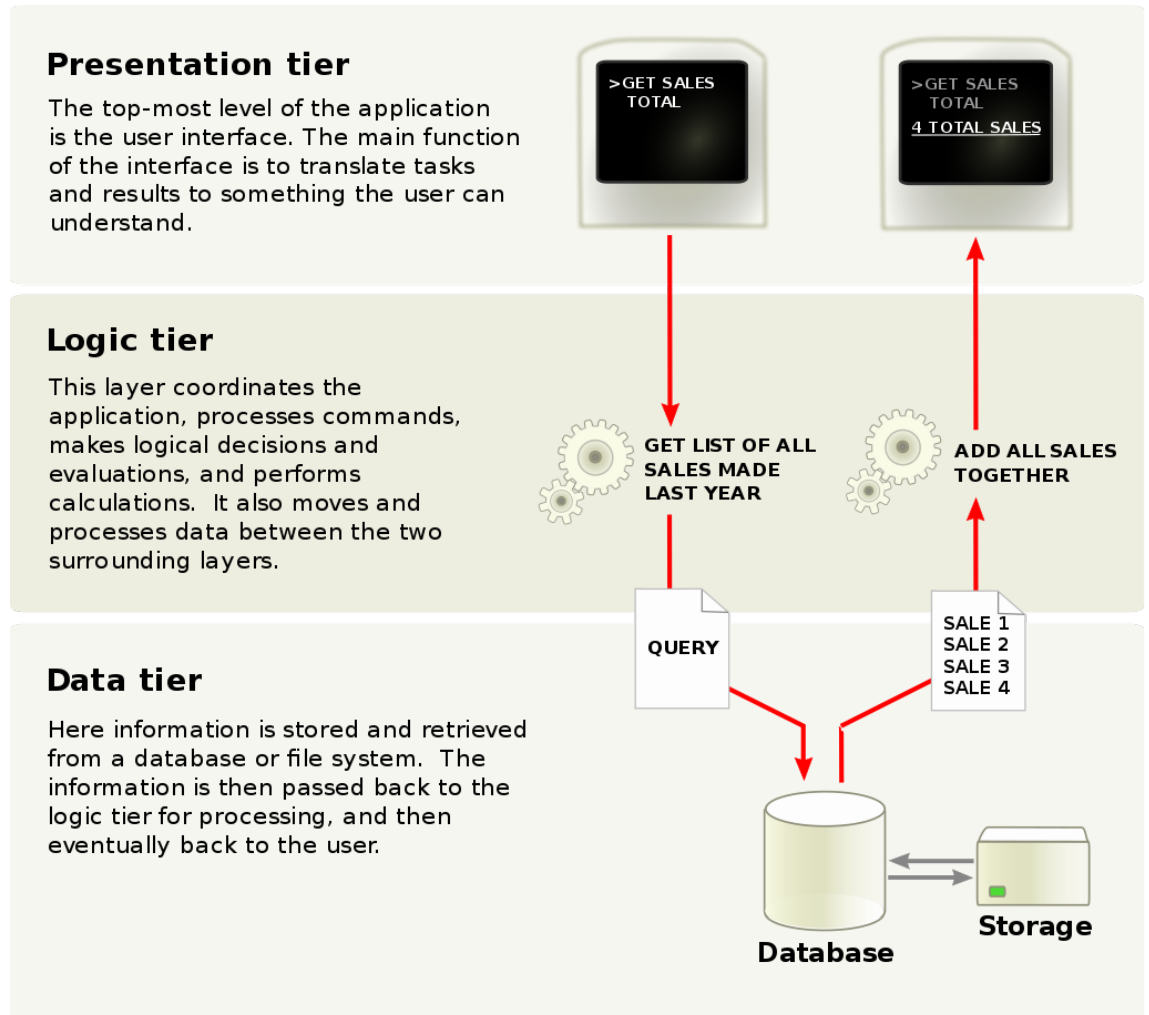 Presentation tier
The top-most level of the application
is the user interface. The main function
of the interface is to translate tasks
and results to something the user can
understand.
>GET SALES
TOTAL
>GET SALES
TOTAL
4 TOTAL SALES
Logic tier
This layer coordinates the
application, processes commands,
makes logical decisions and
evaluations, and performs
calculations.  It also moves and
processes data between the two
surrounding layers.
GET LIST OF ALL
SALES MADE
LAST YEAR
ADD ALL SALES
TOGETHER
QUERY
SALE 1
SALE 2
SALE 3
SALE 4
Data tier
Here information is stored and retrieved
from a database or file system.  The
information is then passed back to the
logic tier for processing, and then
eventually back to the user.
Database
Storage